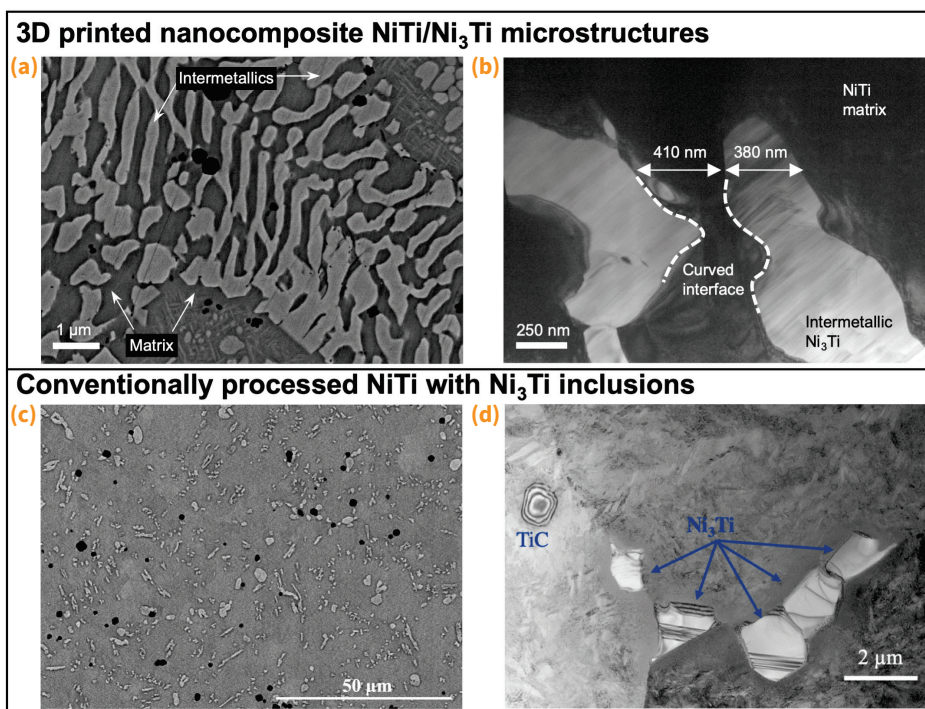 3D printed nanocomposite NiTi/Ni₃Ti microstructures
(a)
Intermetallics
1 µm
Matrix
(b)
NiTi
matrix
410 nm
380 nm
Curved
interface
250 nm
Intermetallic
Ni₃Ti
Conventionally processed NiTi with Ni₃Ti inclusions
(c)
50 µm
(d)
TiC
Ni₃Ti
2 µm